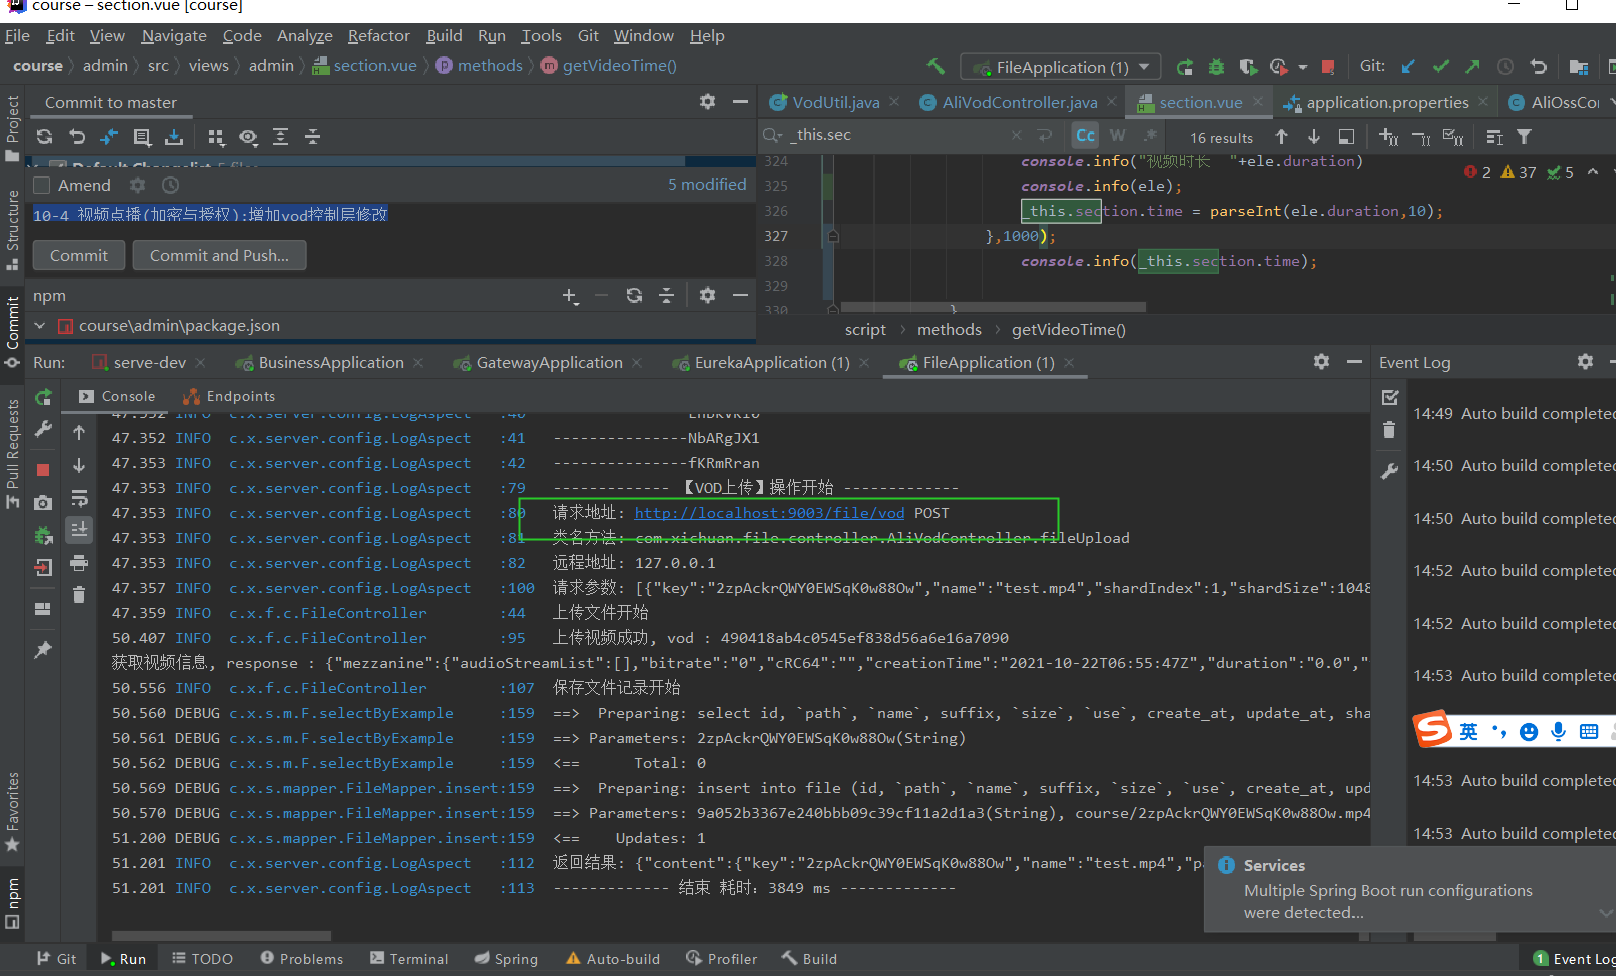 course – section.vue [course]
File Edit View Navigate Code Analyze Refactor Build Run Tools Git Window Help
course admin src views admin section.vue methods getVideoTime()
FileApplication (1) Git:
Project
Structure
Commit
Pull Requests
Favorites
npm
Commit to master
Default Changelist 5 files
Amend 5 modified
10-4 视频点播(加密与授权):增加vod控制层修改
Commit Commit and Push...
npm
course\admin\package.json
VodUtil.java AliVodController.java section.vue application.properties AliOssCo
_this.sec Cc W .* 16 results
2 37 5
324 console.info("视频时长  "+ele.duration)
325 console.info(ele);
326 _this.section.time = parseInt(ele.duration,10);
327 },1000);
328 console.info(_this.section.time);
329
330 }
script methods getVideoTime()
Run: serve-dev BusinessApplication GatewayApplication EurekaApplication (1) FileApplication (1)
Console Endpoints
47.352 INFO c.x.server.config.LogAspect :41 ---------------NbARgJX1
47.353 INFO c.x.server.config.LogAspect :42 ---------------fKRmRran
47.353 INFO c.x.server.config.LogAspect :79 ------------- 【VOD上传】操作开始 -------------
47.353 INFO c.x.server.config.LogAspect :80 请求地址: http://localhost:9003/file/vod POST
47.353 INFO c.x.server.config.LogAspect :81 类名方法: com.xichuan.file.controller.AliVodController.fileUpload
47.353 INFO c.x.server.config.LogAspect :82 远程地址: 127.0.0.1
47.357 INFO c.x.server.config.LogAspect :100 请求参数: [{"key":"2zpAckrQWY0EWSqK0w88Ow","name":"test.mp4","shardIndex":1,"shardSize":1048
47.359 INFO c.x.f.c.FileController :44 上传文件开始
50.407 INFO c.x.f.c.FileController :95 上传视频成功, vod : 490418ab4c0545ef838d56a6e16a7090
获取视频信息, response : {"mezzanine":{"audioStreamList":[],"bitrate":"0","cRC64":"","creationTime":"2021-10-22T06:55:47Z","duration":"0.0","
50.556 INFO c.x.f.c.FileController :107 保存文件记录开始
50.560 DEBUG c.x.s.m.F.selectByExample :159 ==>  Preparing: select id, `path`, `name`, suffix, `size`, `use`, create_at, update_at, sha
50.561 DEBUG c.x.s.m.F.selectByExample :159 ==> Parameters: 2zpAckrQWY0EWSqK0w88Ow(String)
50.562 DEBUG c.x.s.m.F.selectByExample :159 <==      Total: 0
50.569 DEBUG c.x.s.mapper.FileMapper.insert:159 ==>  Preparing: insert into file (id, `path`, `name`, suffix, `size`, `use`, create_at, upd
50.570 DEBUG c.x.s.mapper.FileMapper.insert:159 ==> Parameters: 9a052b3367e240bbb09c39cf11a2d1a3(String), course/2zpAckrQWY0EWSqK0w88Ow.mp4
51.200 DEBUG c.x.s.mapper.FileMapper.insert:159 <==    Updates: 1
51.201 INFO c.x.server.config.LogAspect :112 返回结果: {"content":{"key":"2zpAckrQWY0EWSqK0w88Ow","name":"test.mp4","pa
51.201 INFO c.x.server.config.LogAspect :113 ------------- 结束 耗时: 3849 ms -------------
Event Log
14:49 Auto build completed
14:50 Auto build completed
14:50 Auto build completed
14:52 Auto build completed
14:52 Auto build completed
14:53 Auto build completed
英
14:53 Auto build completed
14:53 Auto build completed
Services
Multiple Spring Boot run configurations
were detected...
Git Run TODO Problems Terminal Spring Auto-build Profiler Build 1 Event Log